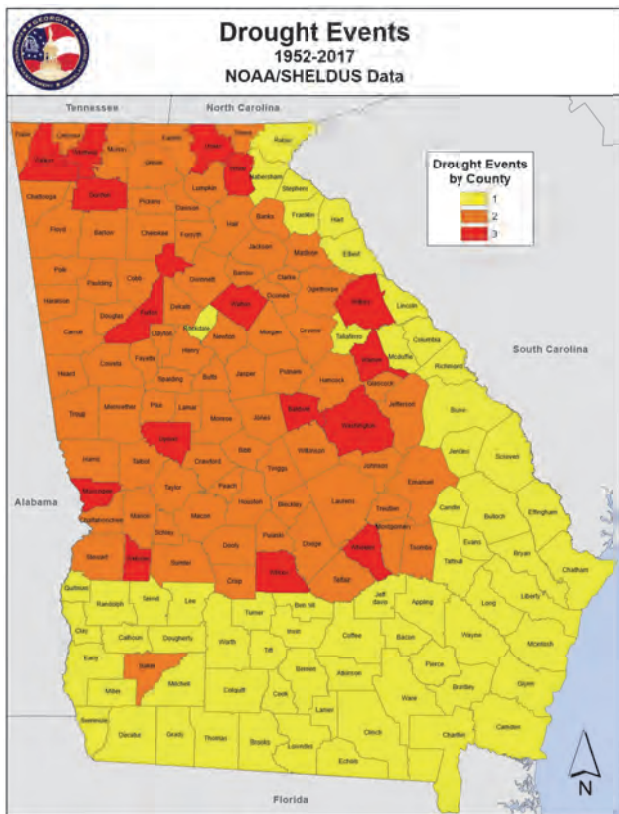 GEORGIA
Drought Events
1952-2017
NOAA/SHELDUS Data
Tennessee
North Carolina
Drought Events
by County
1
2
3
South Carolina
Alabama
Florida
N
Dade
Catoosa
Walker
Whitfield
Murray
Fannin
Union
Towns
Rabun
Gilmer
Habersham
Stephens
Chattooga
Gordon
Pickens
Lumpkin
Dawson
Franklin
Hart
Floyd
Bartow
Cherokee
Forsyth
Hall
Banks
Elbert
Jackson
Madison
Polk
Paulding
Cobb
Gwinnett
Barrow
Clarke
Oglethorpe
Wilkes
Lincoln
Haralson
Douglas
Fulton
Dekalb
Walton
Oconee
Rockdale
Carroll
Clayton
Newton
Morgan
Greene
Taliaferro
Columbia
Mcduffie
Warren
Richmond
Heard
Coweta
Fayette
Henry
Spalding
Butts
Jasper
Putnam
Hancock
Glascock
Jefferson
Burke
Troup
Meriwether
Pike
Lamar
Monroe
Jones
Baldwin
Washington
Jenkins
Screven
Harris
Talbot
Upson
Crawford
Bibb
Twiggs
Wilkinson
Johnson
Emanuel
Muscogee
Chattahoochee
Marion
Taylor
Peach
Macon
Houston
Bleckley
Laurens
Treutlen
Candler
Bulloch
Effingham
Schley
Dooly
Pulaski
Dodge
Montgomery
Toombs
Evans
Tattnall
Bryan
Chatham
Stewart
Webster
Sumter
Crisp
Wilcox
Wheeler
Telfair
Quitman
Randolph
Terrell
Lee
Turner
Ben hill
Jeff
davis
Appling
Long
Liberty
Clay
Calhoun
Dougherty
Worth
Tift
Irwin
Coffee
Bacon
Wayne
Mcintosh
Early
Baker
Mitchell
Berrien
Atkinson
Pierce
Glynn
Miller
Colquitt
Cook
Ware
Brantley
Lanier
Seminole
Decatur
Grady
Thomas
Brooks
Lowndes
Clinch
Charlton
Camden
Echols